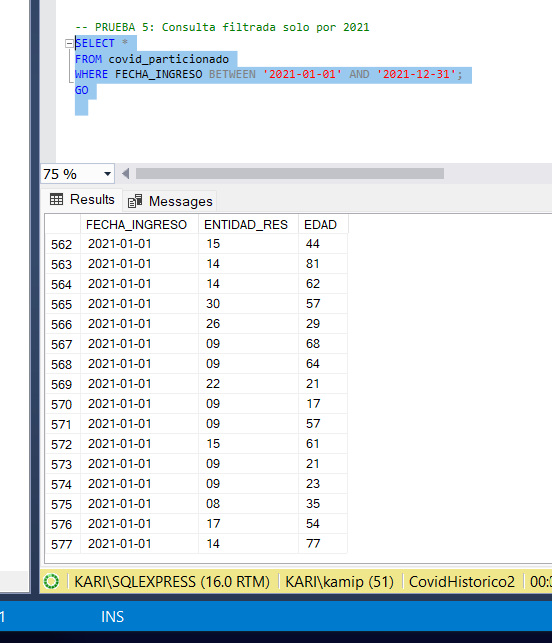 -- PRUEBA 5: Consulta filtrada solo por 2021
SELECT *
FROM covid_particionado
WHERE FECHA_INGRESO BETWEEN '2021-01-01' AND '2021-12-31';
GO
75 %
Results Messages
FECHA_INGRESO ENTIDAD_RES EDAD
562 2021-01-01 15 44
563 2021-01-01 14 81
564 2021-01-01 14 62
565 2021-01-01 30 57
566 2021-01-01 26 29
567 2021-01-01 09 68
568 2021-01-01 09 64
569 2021-01-01 22 21
570 2021-01-01 09 17
571 2021-01-01 09 57
572 2021-01-01 15 61
573 2021-01-01 09 21
574 2021-01-01 09 23
575 2021-01-01 08 35
576 2021-01-01 17 54
577 2021-01-01 14 77
KARI\SQLEXPRESS (16.0 RTM) KARI\kamip (51) CovidHistorico2 00:
1 INS